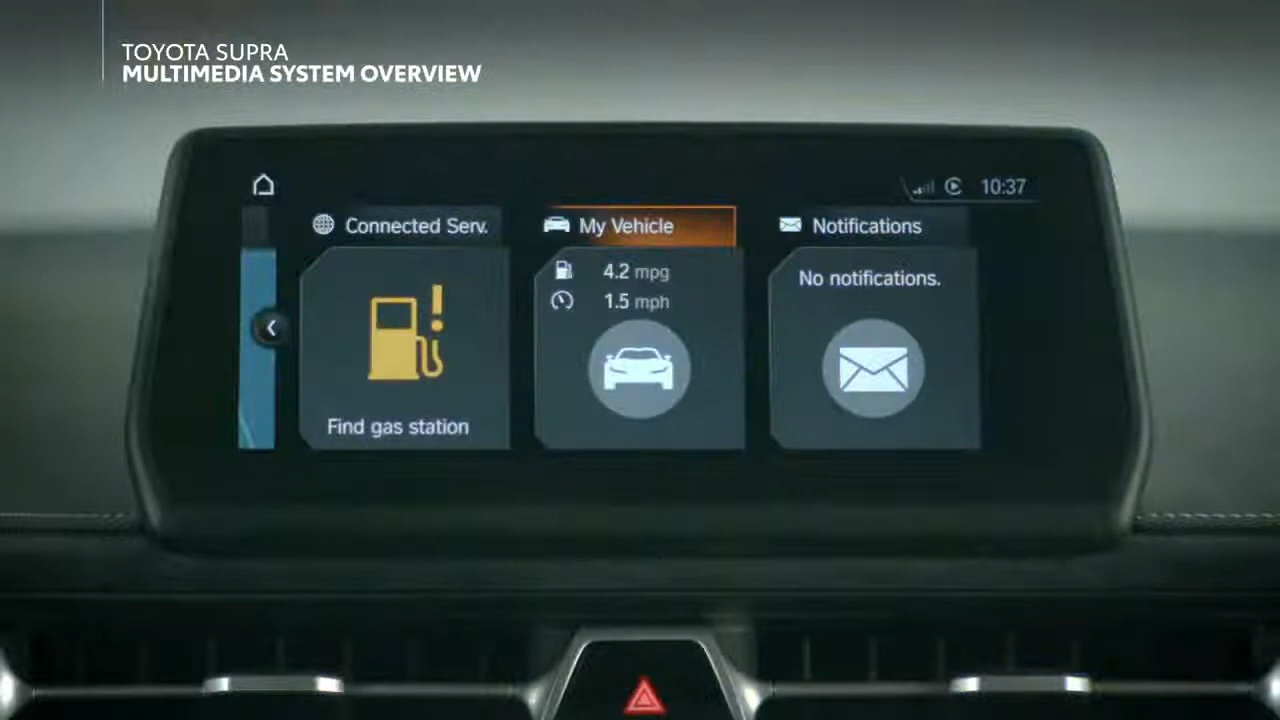 TOYOTA SUPRA
MULTIMEDIA SYSTEM OVERVIEW
10:37
Connected Serv.
My Vehicle
Notifications
4.2 mpg
1.5 mph
No notifications.
Find gas station